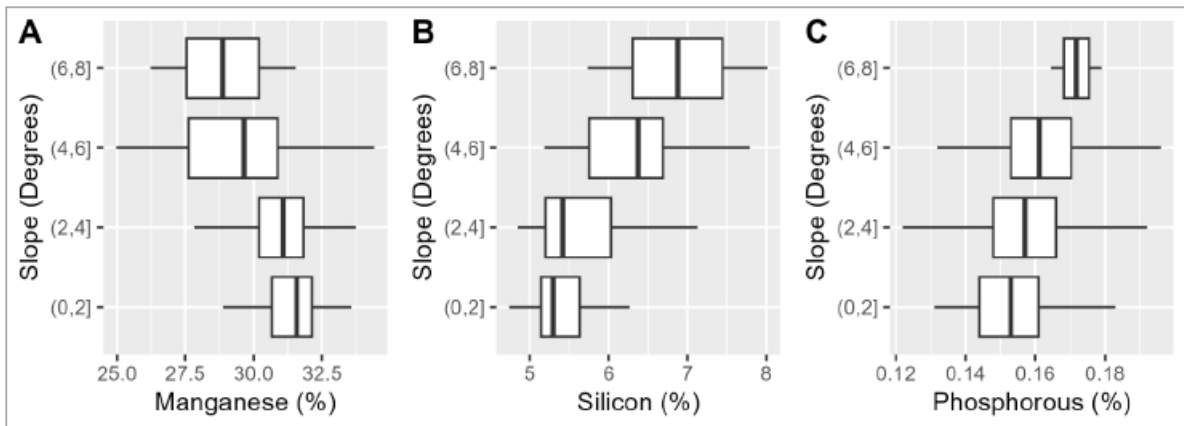 A
Slope (Degrees)
(6,8]
(4,6]
(2,4]
(0,2]
25.0 27.5 30.0 32.5
Manganese (%)
B
Slope (Degrees)
(6,8]
(4,6]
(2,4]
(0,2]
5 6 7 8
Silicon (%)
C
Slope (Degrees)
(6,8]
(4,6]
(2,4]
(0,2]
0.12 0.14 0.16 0.18
Phosphorous (%)